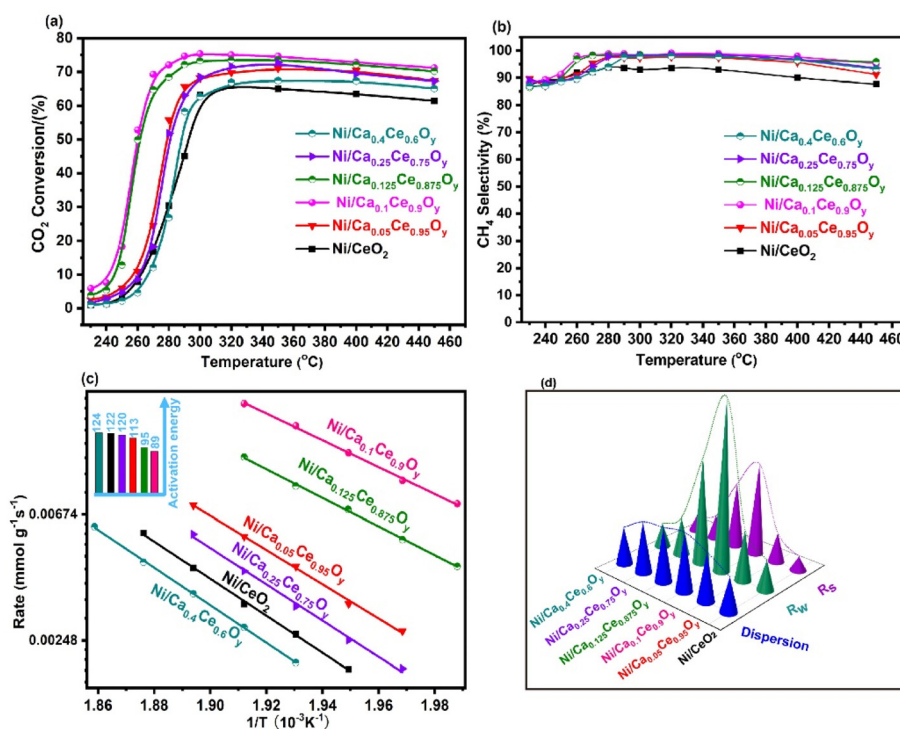 (a)
CO₂ Conversion/(%)
80
70
60
50
40
30
20
10
0
Ni/Ca₀.₄Ce₀.₆Oy
Ni/Ca₀.₂₅Ce₀.₇₅Oy
Ni/Ca₀.₁₂₅Ce₀.₈₇₅Oy
Ni/Ca₀.₁Ce₀.₉Oy
Ni/Ca₀.₀₅Ce₀.₉₅Oy
Ni/CeO₂
240 260 280 300 320 340 360 380 400 420 440 460
Temperature (°C)
(b)
CH₄ Selectivity (%)
100
90
80
70
60
50
40
30
20
10
0
Ni/Ca₀.₄Ce₀.₆Oy
Ni/Ca₀.₂₅Ce₀.₇₅Oy
Ni/Ca₀.₁₂₅Ce₀.₈₇₅Oy
Ni/Ca₀.₁Ce₀.₉Oy
Ni/Ca₀.₀₅Ce₀.₉₅Oy
Ni/CeO₂
240 260 280 300 320 340 360 380 400 420 440 460
Temperature (°C)
(c)
Rate (mmol g⁻¹s⁻¹)
0.00674
0.00248
124 122 120 113 95 89
Activation energy
Ni/Ca₀.₁Ce₀.₉Oy
Ni/Ca₀.₁₂₅Ce₀.₈₇₅Oy
Ni/Ca₀.₀₅Ce₀.₉₅Oy
Ni/Ca₀.₂₅Ce₀.₇₅Oy
Ni/CeO₂
Ni/Ca₀.₄Ce₀.₆Oy
1.86 1.88 1.90 1.92 1.94 1.96 1.98
1/T (10⁻³K⁻¹)
(d)
Ni/Ca₀.₄Ce₀.₆Oy
Ni/Ca₀.₂₅Ce₀.₇₅Oy
Ni/Ca₀.₁₂₅Ce₀.₈₇₅Oy
Ni/Ca₀.₁Ce₀.₉Oy
Ni/Ca₀.₀₅Ce₀.₉₅Oy
Ni/CeO₂
Dispersion
Rw
Rs